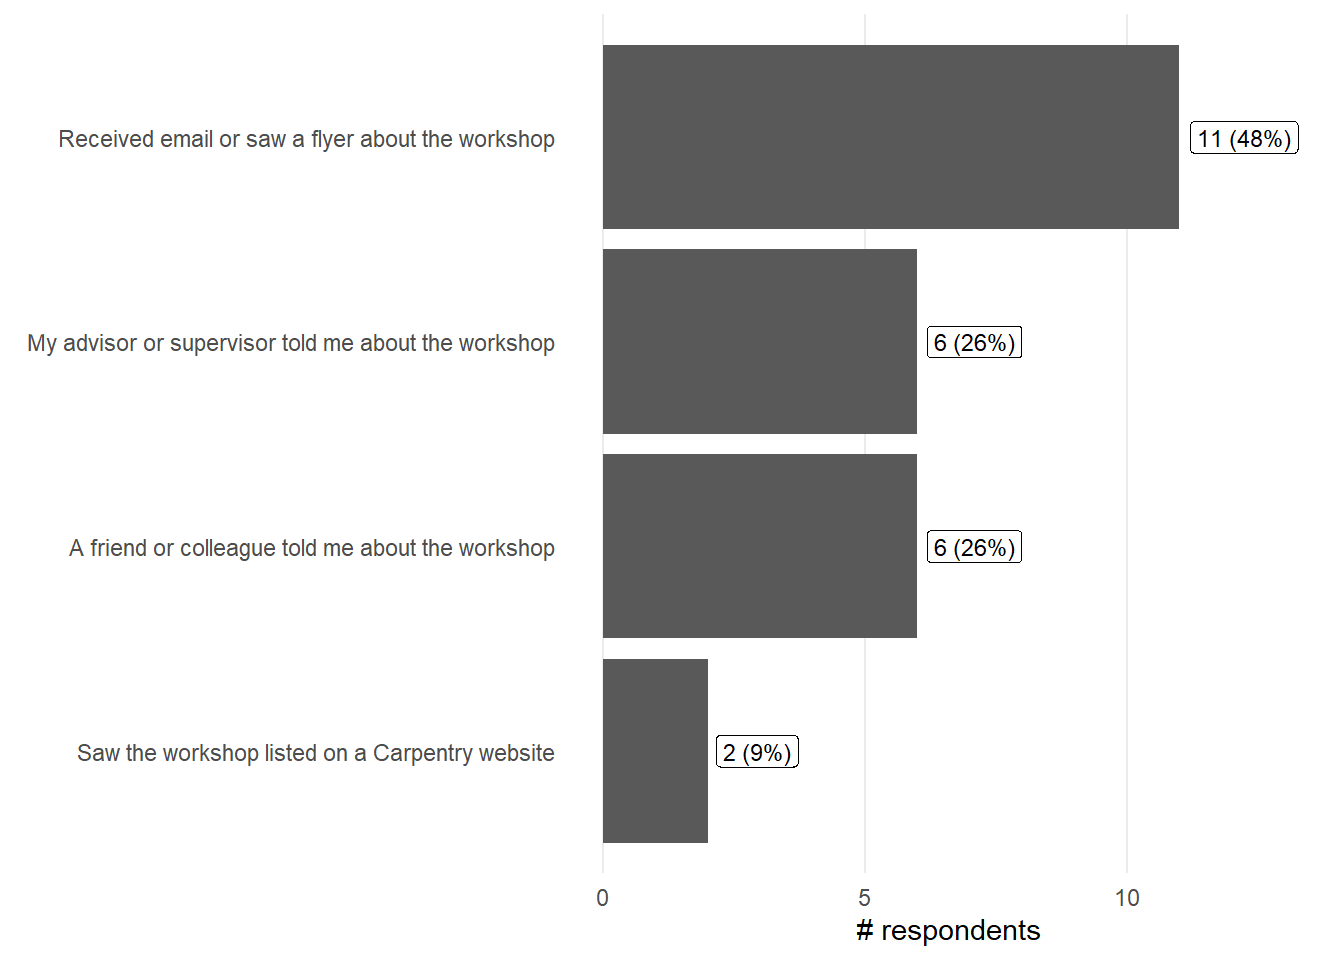 Received email or saw a flyer about the workshop
11 (48%)
My advisor or supervisor told me about the workshop
6 (26%)
A friend or colleague told me about the workshop
6 (26%)
Saw the workshop listed on a Carpentry website
2 (9%)
0 5 10
# respondents